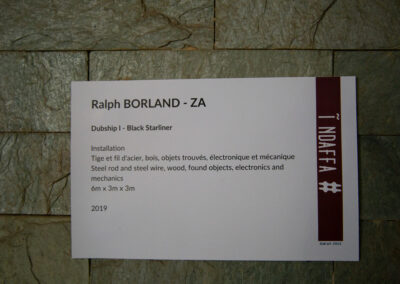 Ralph BORLAND - ZA
Dubship I - Black Starliner
Installation
Tige et fil d'acier, bois, objets trouvés, électronique et mécanique
Steel rod and steel wire, wood, found objects, electronics and
mechanics
6m x 3m x 3m
2019
Ĩ NDAFFA #